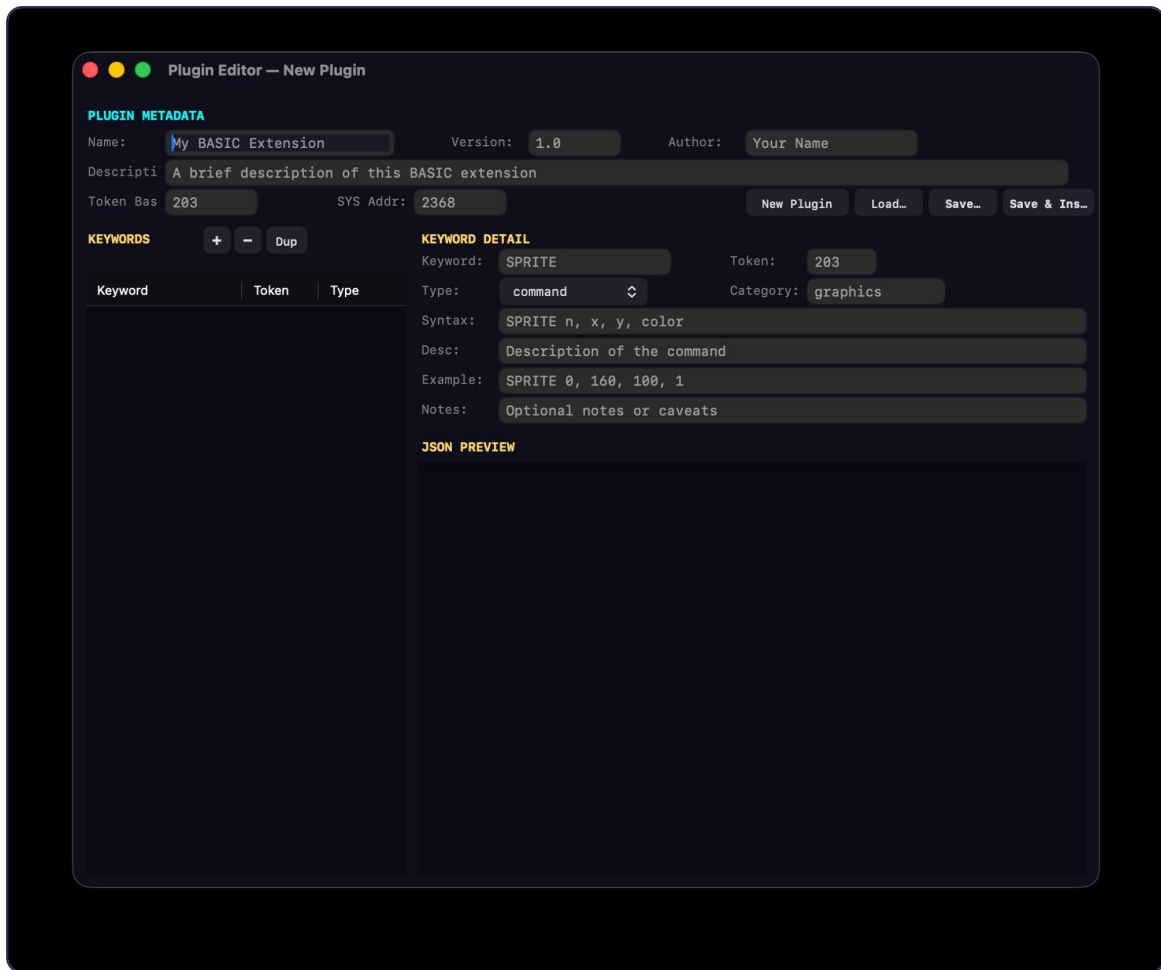 Plugin Editor — New Plugin
PLUGIN METADATA
Name: My BASIC Extension Version: 1.0 Author: Your Name
Descripti A brief description of this BASIC extension
Token Bas 203 SYS Addr: 2368 New Plugin Load… Save… Save & Ins…
KEYWORDS + − Dup
Keyword Token Type
KEYWORD DETAIL
Keyword: SPRITE Token: 203
Type: command Category: graphics
Syntax: SPRITE n, x, y, color
Desc: Description of the command
Example: SPRITE 0, 160, 100, 1
Notes: Optional notes or caveats
JSON PREVIEW